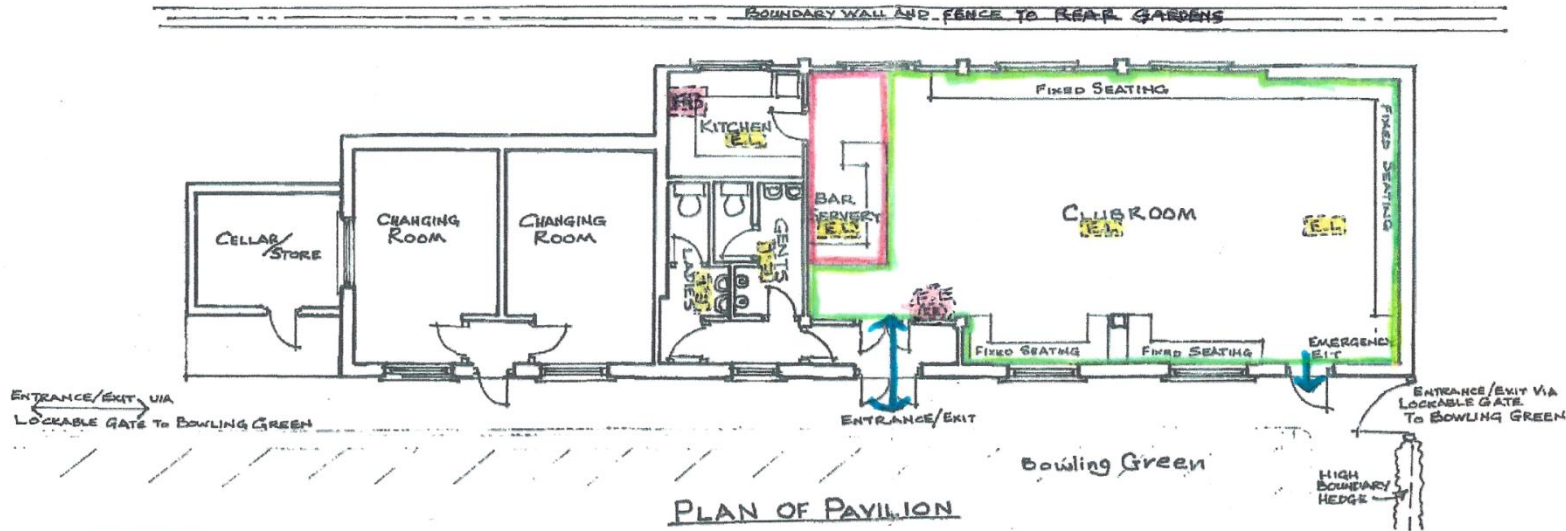 BOUNDARY WALL AND FENCE TO REAR GARDENS
FIXED SEATING
KITCHEN
E.L.
FIXED SEATING
CELLAR/
STORE
CHANGING
ROOM
CHANGING
ROOM
LADIES
GENTS
BAR
SERVERY
E.L.
CLUBROOM
E.L.
E.L.
FIXED SEATING
FIXED SEATING
EMERGENCY
EXIT
ENTRANCE/EXIT VIA
LOCKABLE GATE TO BOWLING GREEN
ENTRANCE/EXIT
ENTRANCE/EXIT VIA
LOCKABLE GATE
TO BOWLING GREEN
Bowling Green
HIGH
BOUNDARY
HEDGE
PLAN OF PAVILION